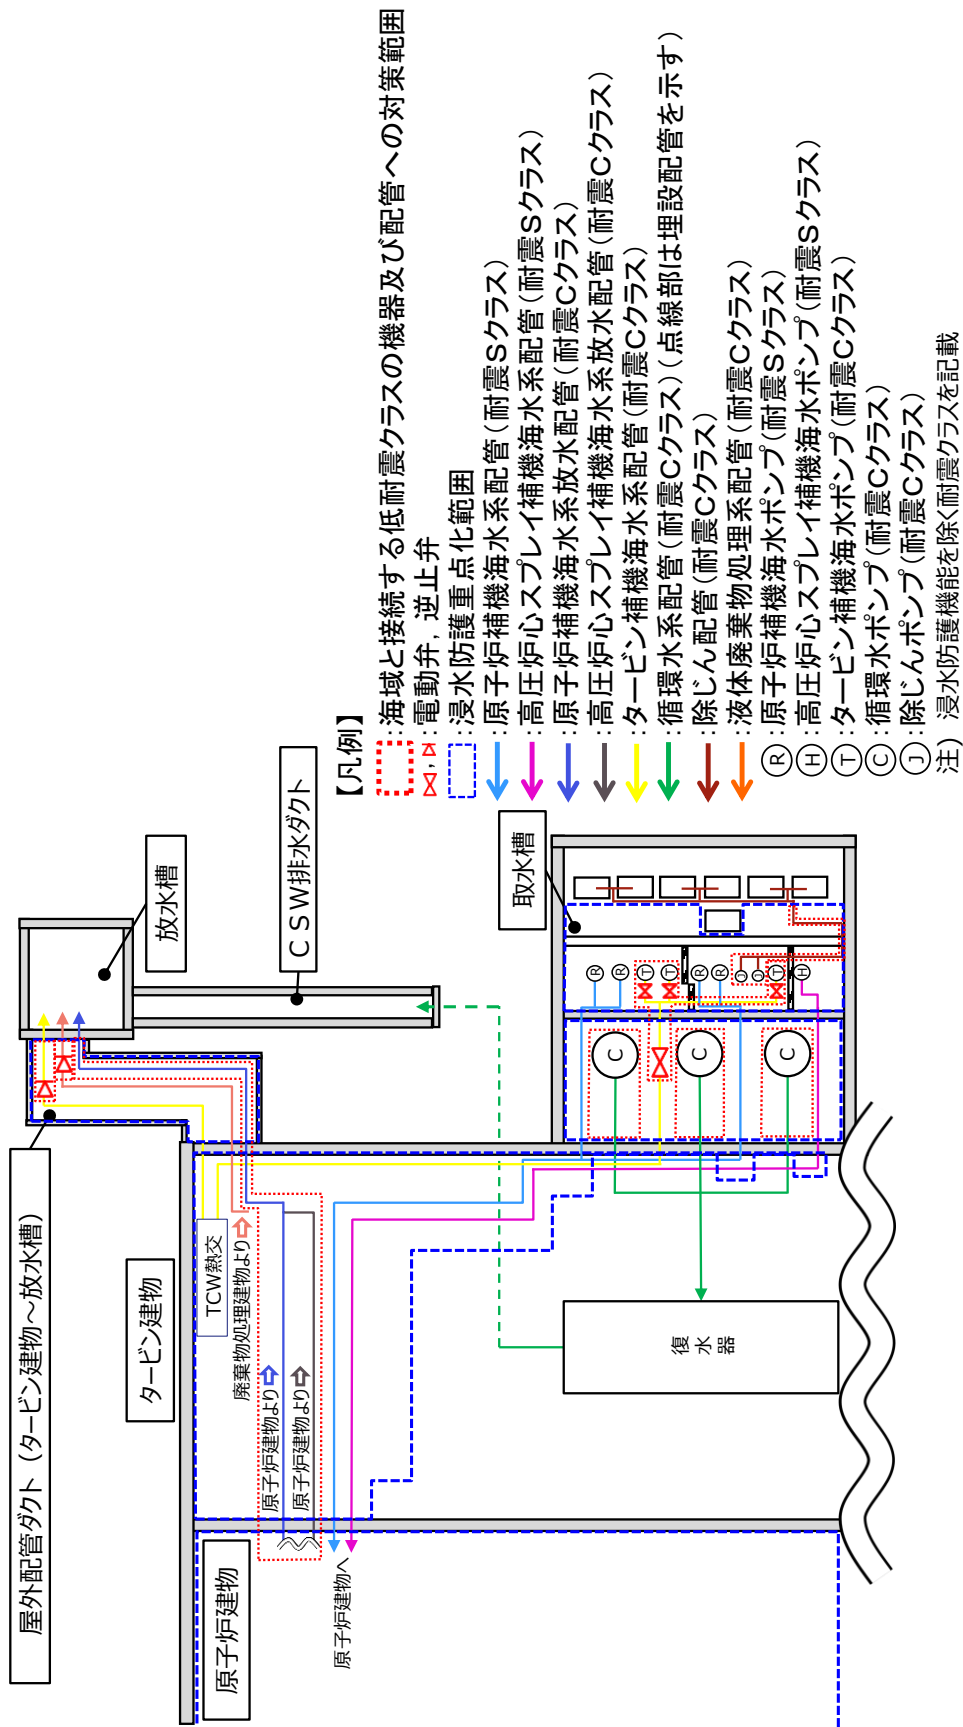 屋外配管ダクト（タービン建物～放水槽）
放水槽
ＣＳＷ排水ダクト
タービン建物
原子炉建物
取水槽
TCW熱交
廃棄物処理建物より
原子炉建物より
原子炉建物より
原子炉建物へ
復水器
R
R
T
T
R
R
J
J
T
H
C
C
C
【凡例】
：海域と接続する低耐震クラスの機器及び配管への対策範囲
，：電動弁，逆止弁
：浸水防護重点化範囲
：原子炉補機海水系配管（耐震Sクラス）
：高圧炉心スプレイ補機海水系配管（耐震Sクラス）
：原子炉補機海水系放水配管（耐震Cクラス）
：高圧炉心スプレイ補機海水系放水配管（耐震Cクラス）
：タービン補機海水系配管（耐震Cクラス）
：循環水系配管（耐震Cクラス）（点線部は埋設配管を示す）
：除じん配管（耐震Cクラス）
：液体廃棄物処理系配管（耐震Cクラス）
R：原子炉補機海水ポンプ（耐震Sクラス）
H：高圧炉心スプレイ補機海水ポンプ（耐震Sクラス）
T：タービン補機海水ポンプ（耐震Cクラス）
C：循環水ポンプ（耐震Cクラス）
J：除じんポンプ（耐震Cクラス）
注）浸水防護機能を除く耐震クラスを記載